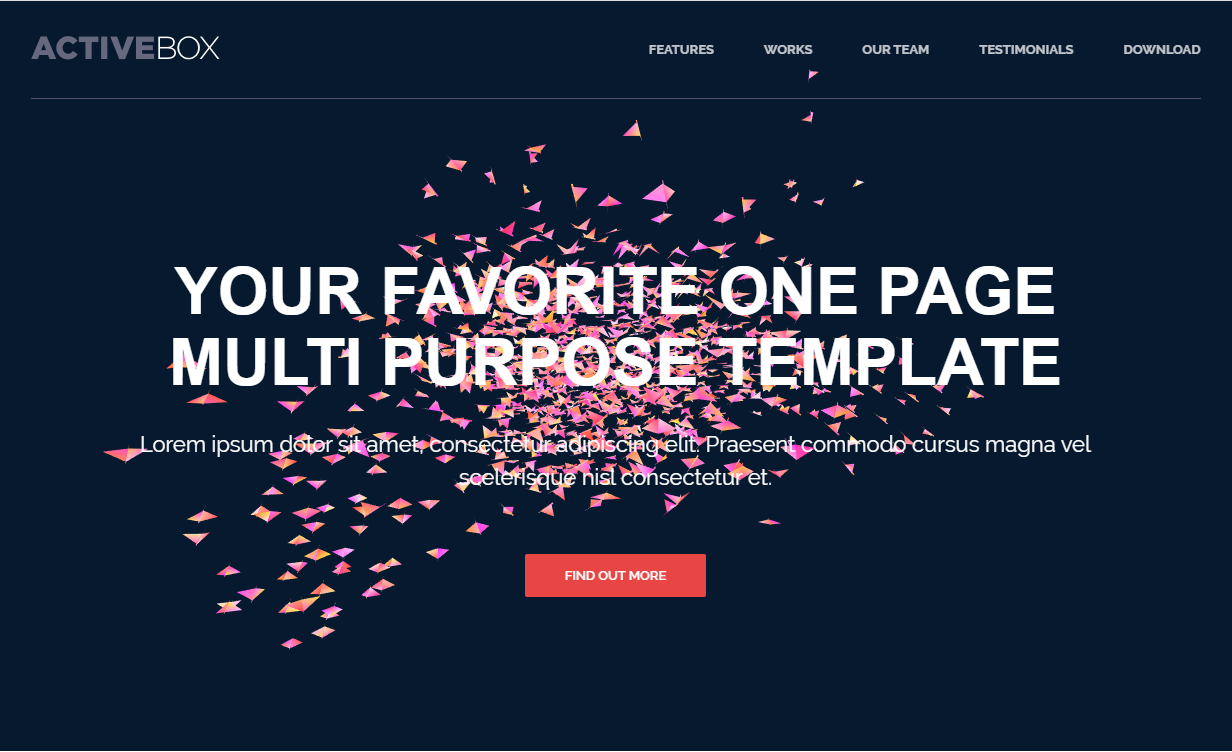 ACTIVEBOX
FEATURES WORKS OUR TEAM TESTIMONIALS DOWNLOAD
YOUR FAVORITE ONE PAGE
MULTI PURPOSE TEMPLATE
Lorem ipsum dolor sit amet, consectetur adipiscing elit. Praesent commodo cursus magna vel
scelerisque nisl consectetur et.
FIND OUT MORE